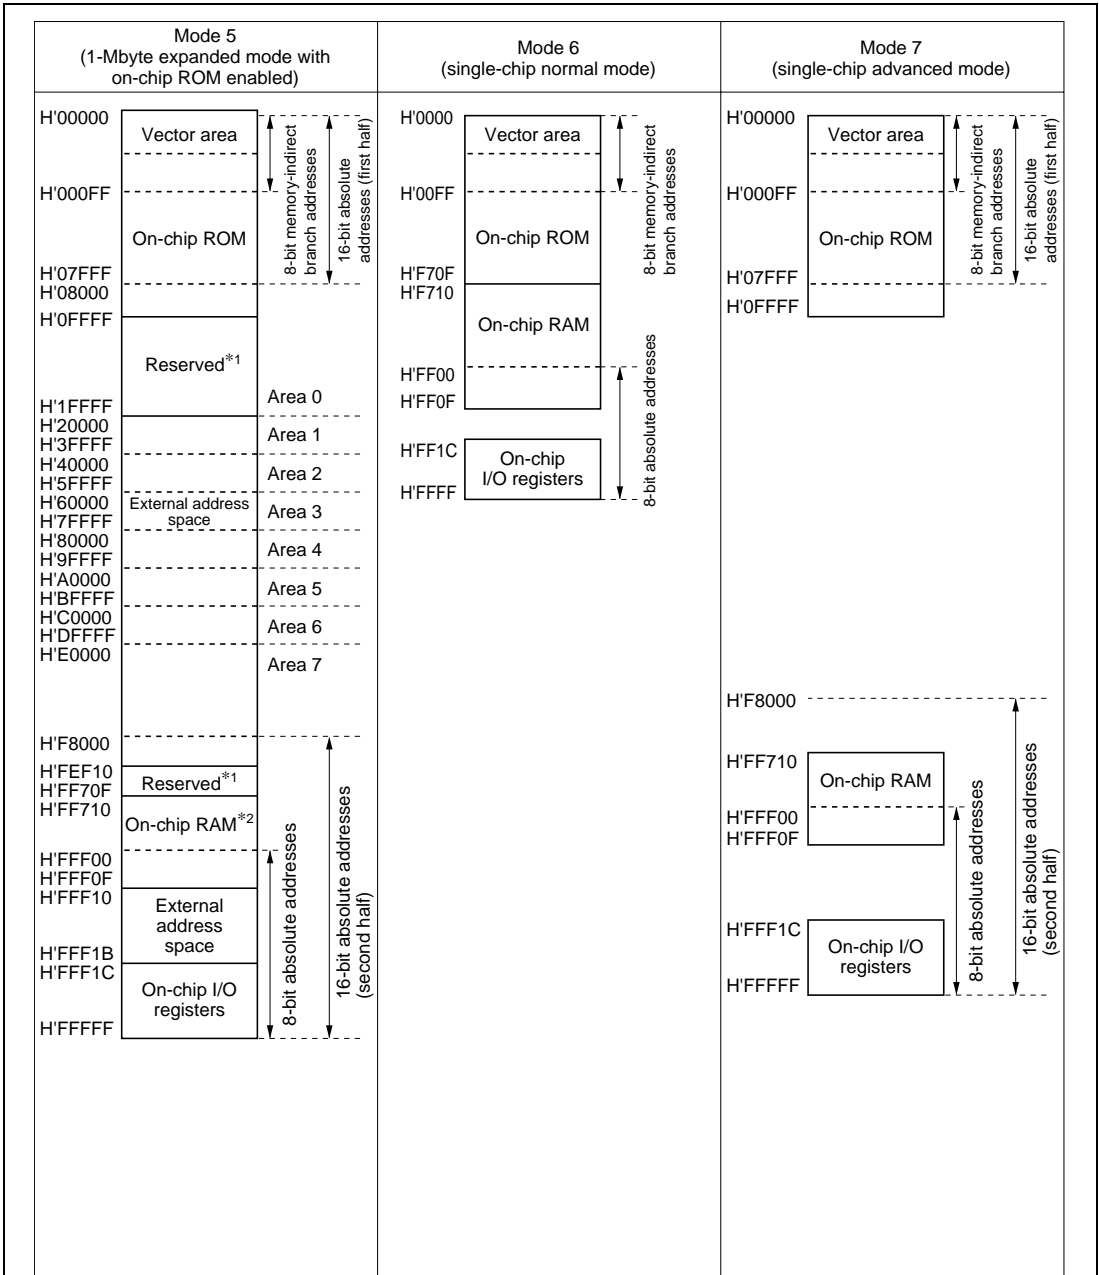 Mode 5
(1-Mbyte expanded mode with
on-chip ROM enabled)
H'00000
Vector area
H'000FF
On-chip ROM
H'07FFF
H'08000
H'0FFFF
Reserved*1
H'1FFFF
H'20000
H'3FFFF
H'40000
H'5FFFF
H'60000
H'7FFFF
External address
space
H'80000
H'9FFFF
H'A0000
H'BFFFF
H'C0000
H'DFFFF
H'E0000
Area 0
Area 1
Area 2
Area 3
Area 4
Area 5
Area 6
Area 7
8-bit memory-indirect
branch addresses
16-bit absolute
addresses (first half)
H'F8000
H'FEF10
Reserved*1
H'FF70F
H'FF710
On-chip RAM*2
H'FFF00
H'FFF0F
H'FFF10
External
address
space
H'FFF1B
H'FFF1C
On-chip I/O
registers
H'FFFFF
8-bit absolute addresses
16-bit absolute addresses
(second half)
Mode 6
(single-chip normal mode)
H'0000
Vector area
H'00FF
On-chip ROM
H'F70F
H'F710
On-chip RAM
H'FF00
H'FF0F
H'FF1C
On-chip
I/O registers
H'FFFF
8-bit memory-indirect
branch addresses
8-bit absolute addresses
Mode 7
(single-chip advanced mode)
H'00000
Vector area
H'000FF
On-chip ROM
H'07FFF
H'0FFFF
8-bit memory-indirect
branch addresses
16-bit absolute
addresses (first half)
H'F8000
H'FF710
On-chip RAM
H'FFF00
H'FFF0F
H'FFF1C
On-chip I/O
registers
H'FFFFF
8-bit absolute addresses
16-bit absolute addresses
(second half)